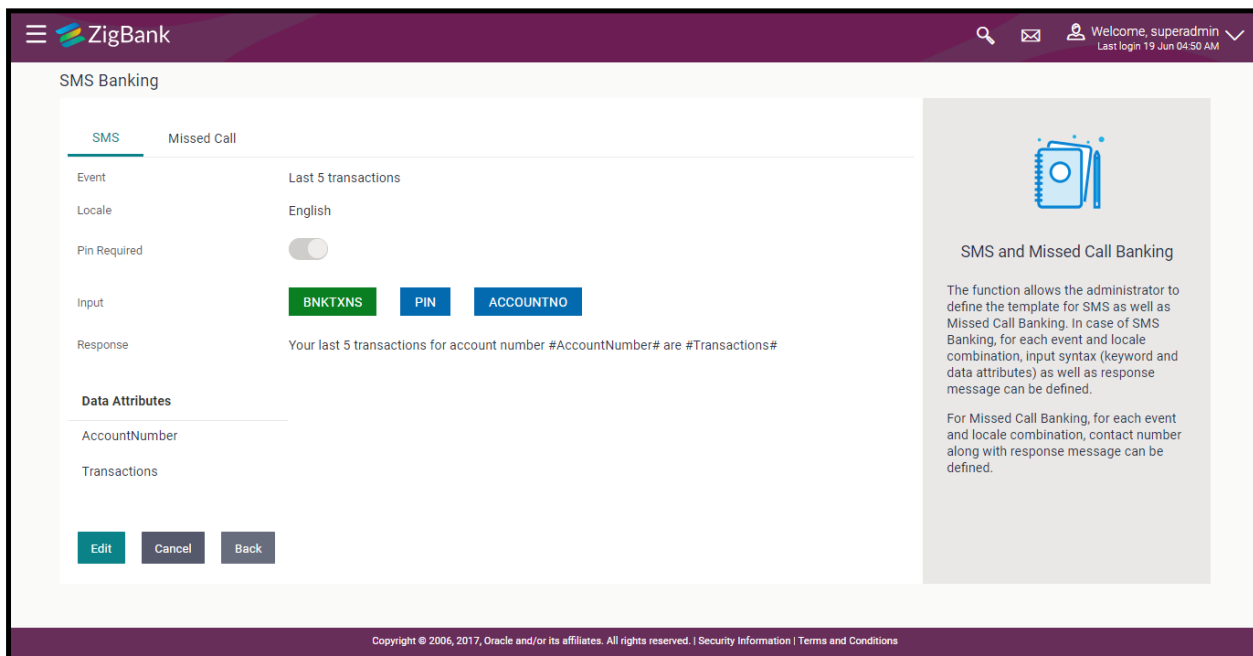 ZigBank
Welcome, superadmin
Last login 19 Jun 04:50 AM
SMS Banking
SMS Missed Call
Event Last 5 transactions
Locale English
Pin Required
Input BNKTXNS PIN ACCOUNTNO
Response Your last 5 transactions for account number #AccountNumber# are #Transactions#
Data Attributes
AccountNumber
Transactions
Edit Cancel Back
SMS and Missed Call Banking
The function allows the administrator to
define the template for SMS as well as
Missed Call Banking. In case of SMS
Banking, for each event and locale
combination, input syntax (keyword and
data attributes) as well as response
message can be defined.
For Missed Call Banking, for each event
and locale combination, contact number
along with response message can be
defined.
Copyright © 2006, 2017, Oracle and/or its affiliates. All rights reserved. | Security Information | Terms and Conditions